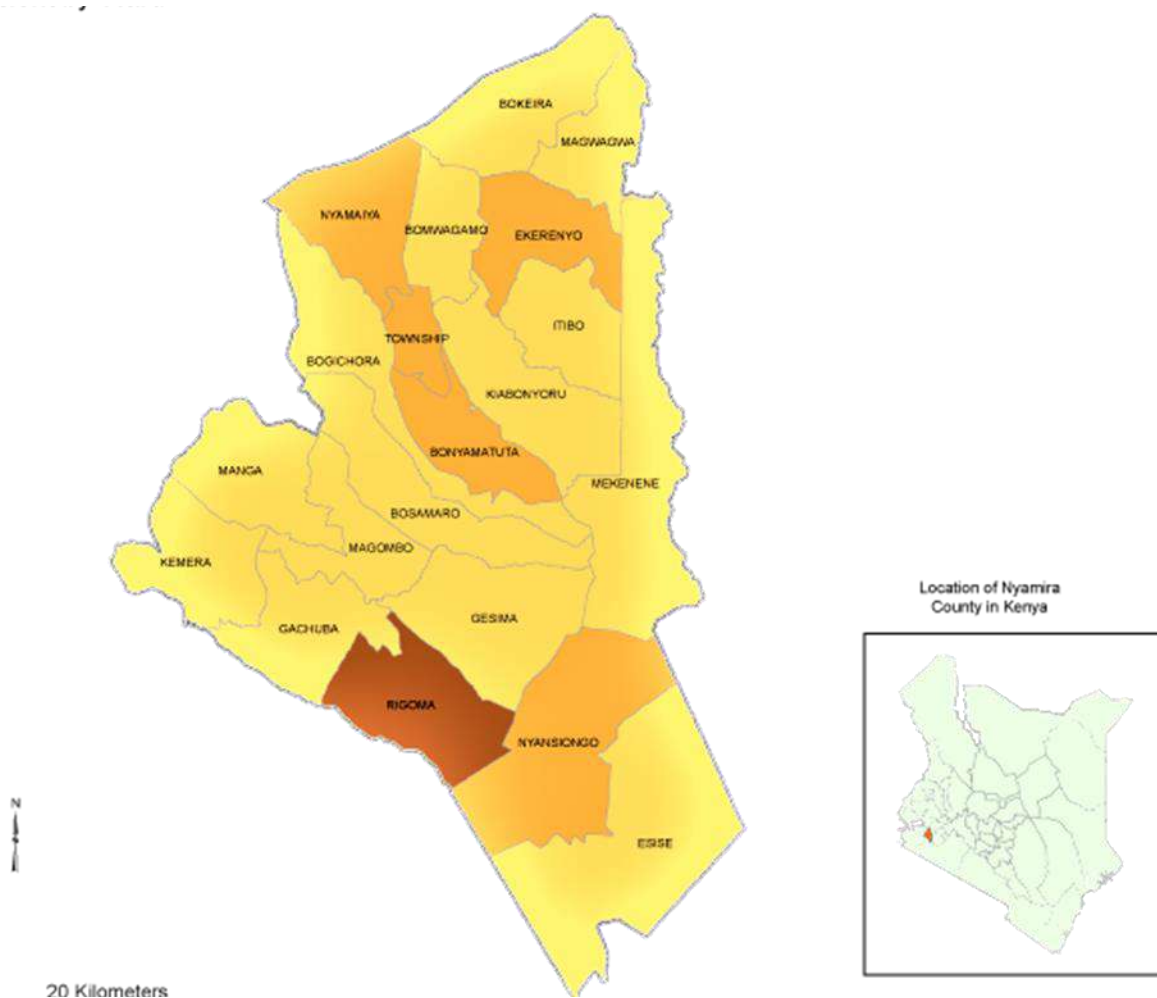 BOKEIRA
MAGWAGWA
NYAMAIYA
BOMWAGAMO
EKERENYO
ITIBO
TOWNSHIP
BOGICHORA
KIABONYORU
BONYAMATUTA
MANGA
MEKENENE
BOSAMARO
MAGOMBO
KEMERA
GESIMA
GACHUBA
RIGOMA
NYANSIONGO
ESISE
Location of Nyamira
County in Kenya
N
20 Kilometers